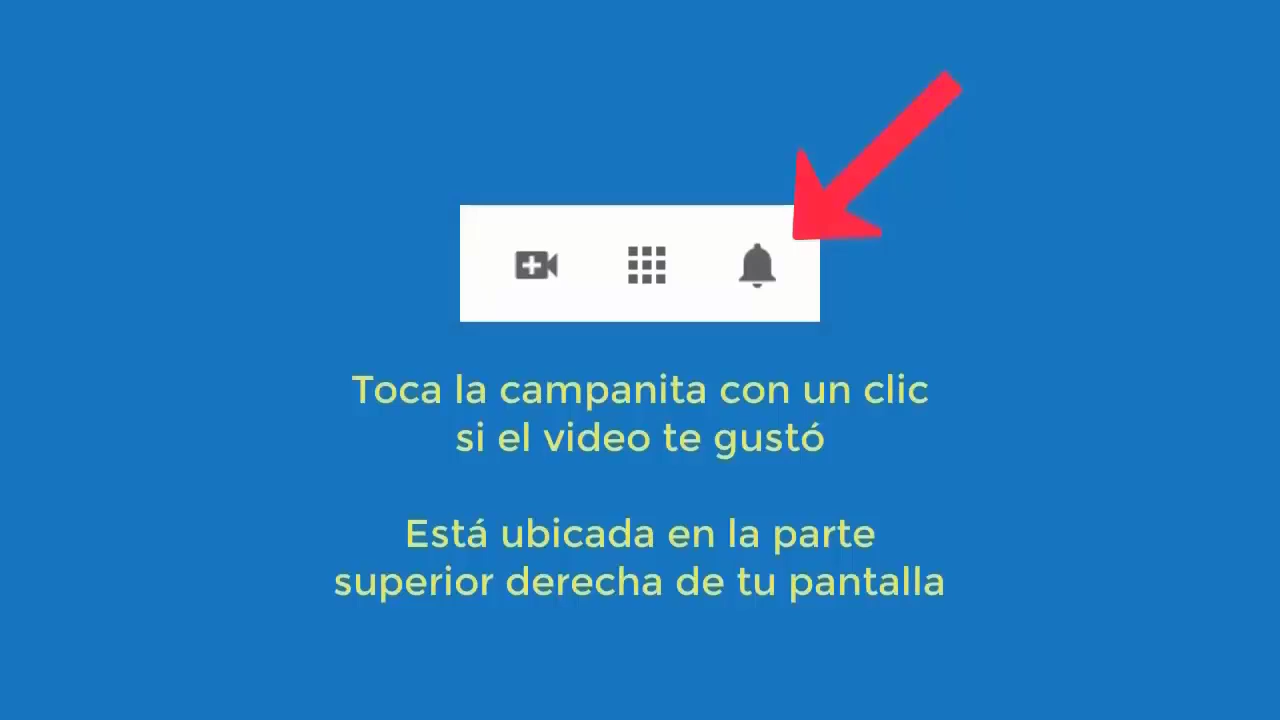 Toca la campanita con un clic
si el video te gustó
Está ubicada en la parte
superior derecha de tu pantalla